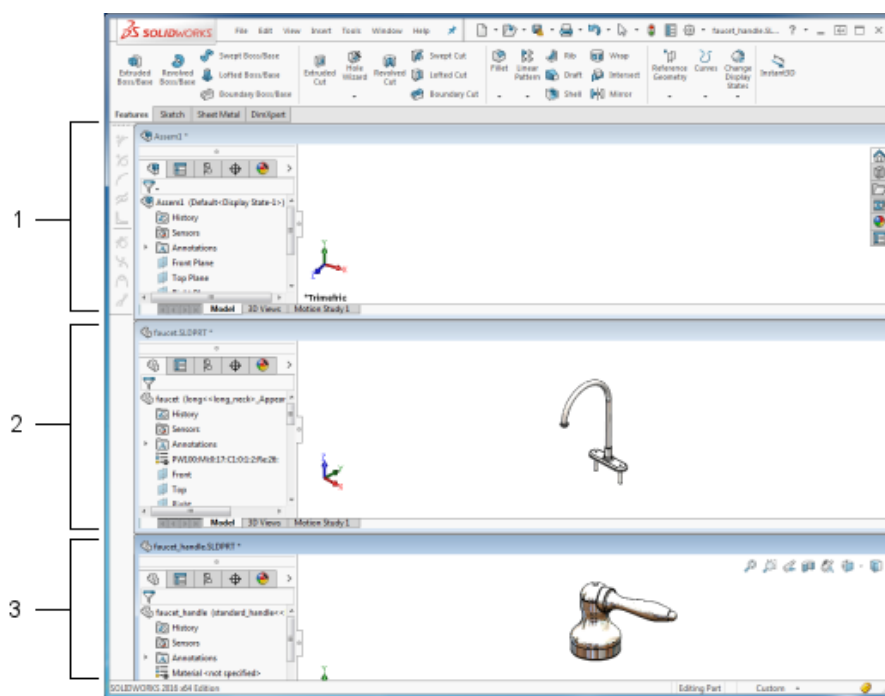 SOLIDWORKS File Edit View Insert Tools Window Help faucet_handle.SL... ?
Extruded Boss/Base Revolved Boss/Base Swept Boss/Base Lofted Boss/Base Boundary Boss/Base Extruded Cut Hole Wizard Revolved Cut Swept Cut Lofted Cut Boundary Cut Fillet Linear Pattern Rib Draft Shell Wrap Intersect Mirror Reference Geometry Curves Change Display States Instant3D
Features Sketch Sheet Metal DimXpert
1
Assem1 *
Assem1 (Default<Display State-1>)
History
Sensors
Annotations
Front Plane
Top Plane
*Trimetric
Model 3D Views Motion Study 1
2
faucet.SLDPRT *
faucet (long<<long_neck>_Appear
History
Sensors
Annotations
Front
Top
Right
Model 3D Views Motion Study 1
3
faucet_handle.SLDPRT *
faucet_handle (standard_handle<<
History
Sensors
Annotations
Material <not specified>
SOLIDWORKS 2016 x64 Edition Editing Part Custom